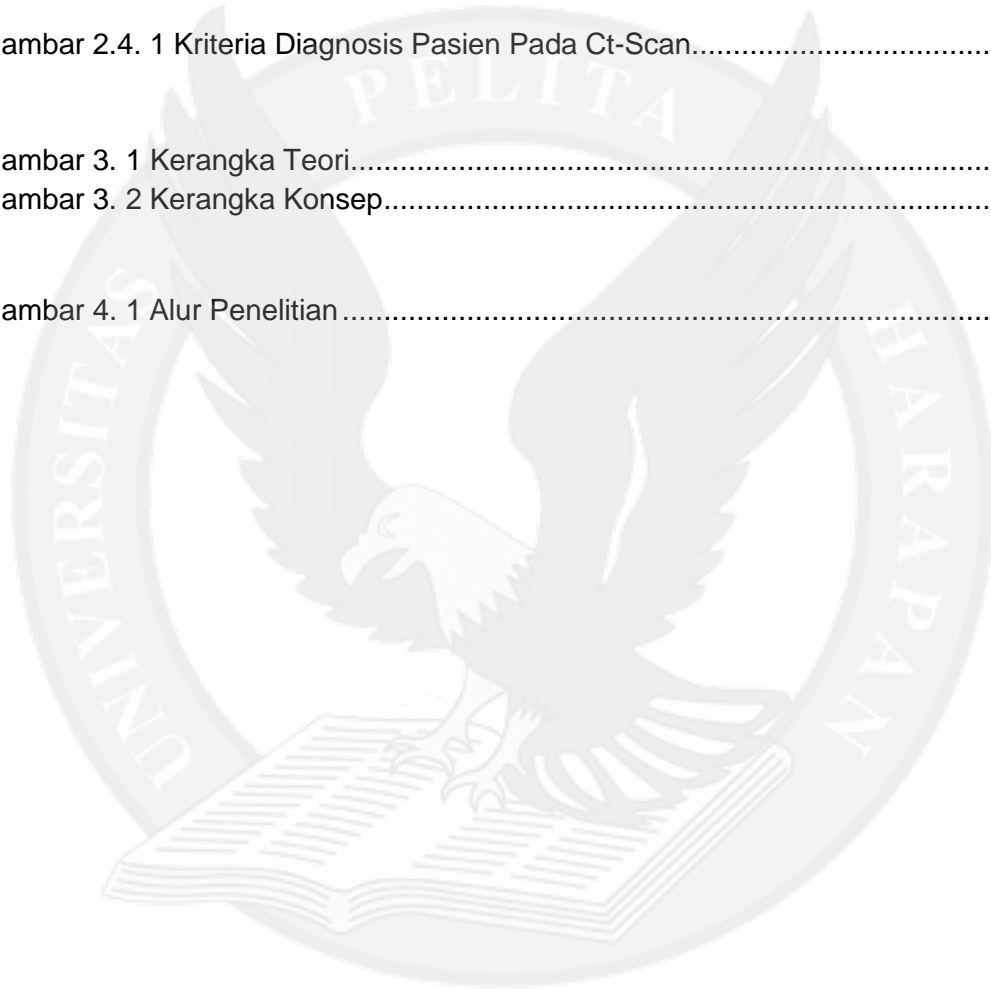 ambar 2.4. 1 Kriteria Diagnosis Pasien Pada Ct-Scan....................................
PELITA
ambar 3. 1 Kerangka Teori................................................................................
ambar 3. 2 Kerangka Konsep............................................................................
ambar 4. 1 Alur Penelitian.................................................................................
UNIVERSITAS
HARAPAN